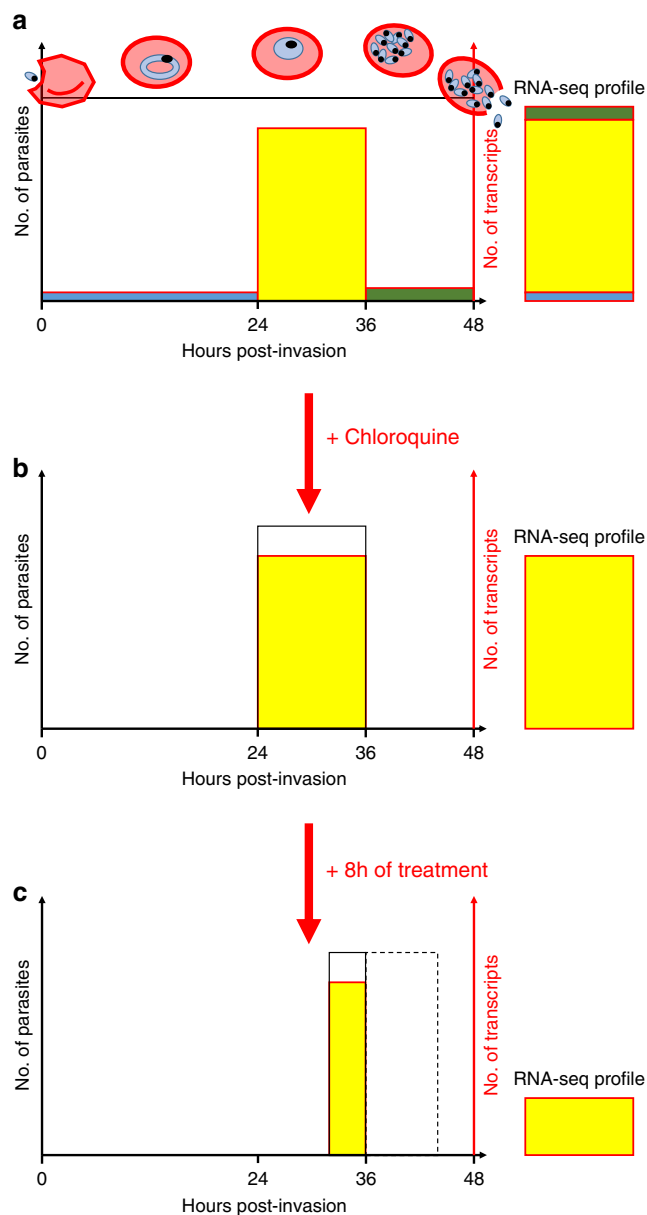 a
RNA-seq profile
No. of parasites
No. of transcripts
0
24
36
48
Hours post-invasion
+ Chloroquine
b
RNA-seq profile
No. of parasites
No. of transcripts
0
24
36
48
Hours post-invasion
+ 8h of treatment
c
No. of parasites
No. of transcripts
RNA-seq profile
0
24
36
48
Hours post-invasion